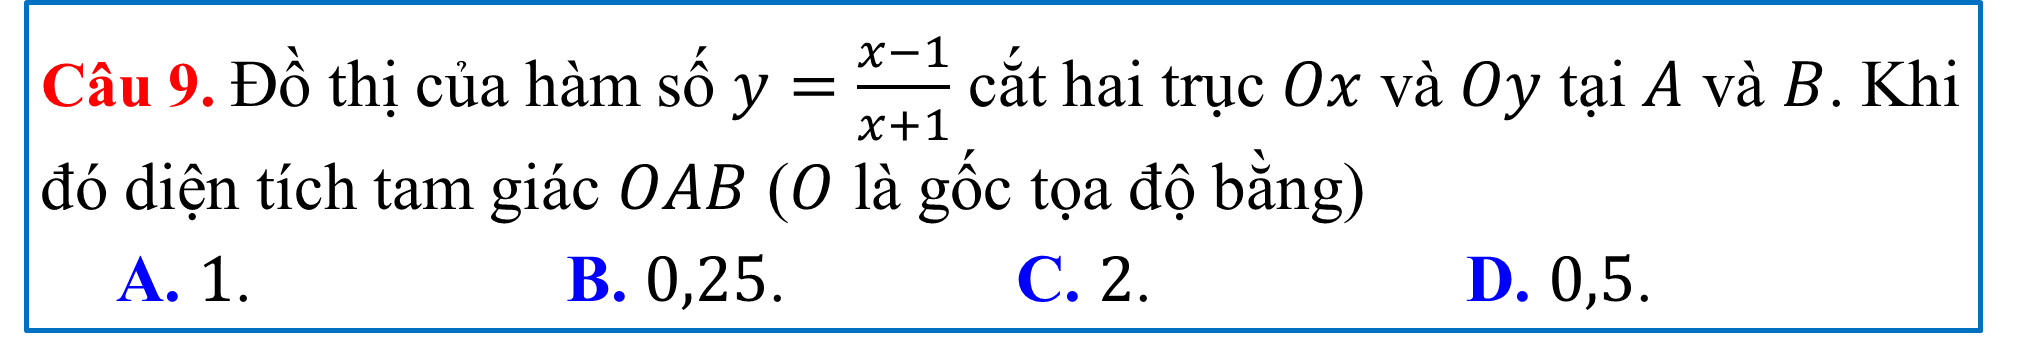 Câu 9. Đồ thị của hàm số $y = \frac{x-1}{x+1}$ cắt hai trục $Ox$ và $Oy$ tại $A$ và $B$. Khi
đó diện tích tam giác $OAB$ ($O$ là gốc tọa độ bằng)
A. 1. B. 0,25. C. 2. D. 0,5.